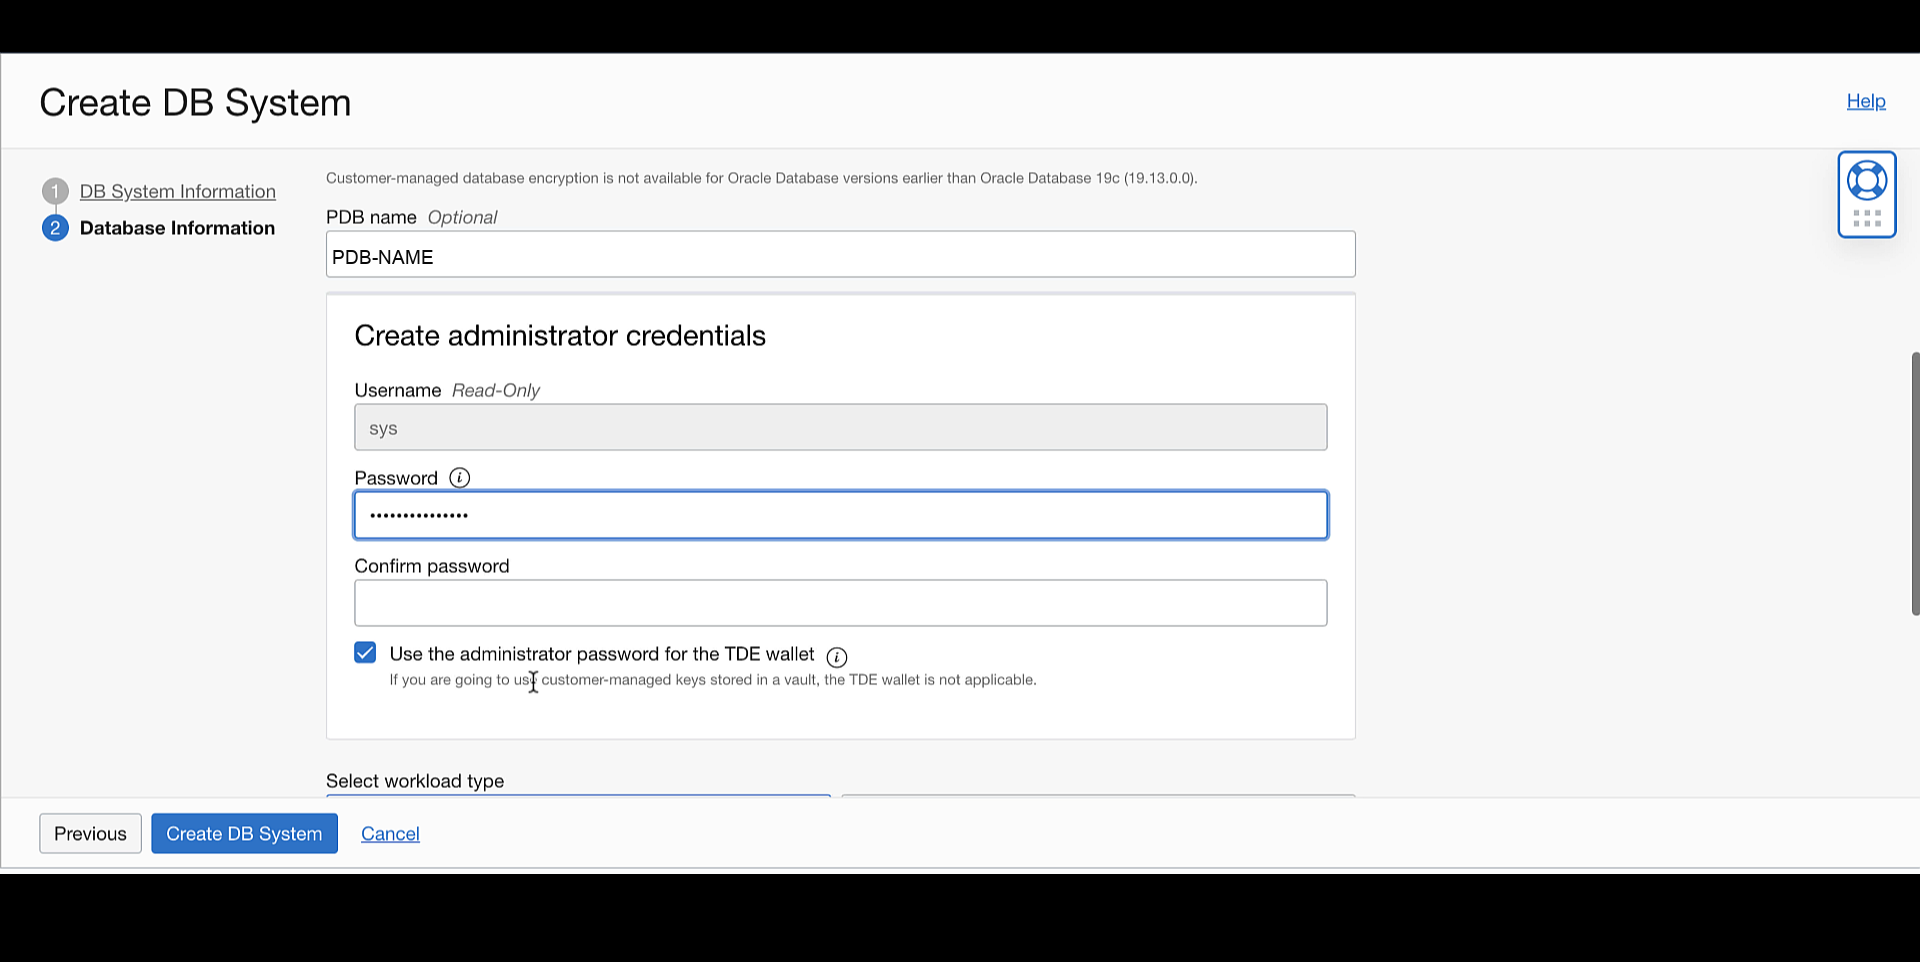 Create DB System
Help
1 DB System Information
2 Database Information
Customer-managed database encryption is not available for Oracle Database versions earlier than Oracle Database 19c (19.13.0.0).
PDB name Optional
PDB-NAME
Create administrator credentials
Username Read-Only
sys
Password i
•••••••••••••••
Confirm password
Use the administrator password for the TDE wallet i
If you are going to use customer-managed keys stored in a vault, the TDE wallet is not applicable.
Select workload type
Previous
Create DB System
Cancel